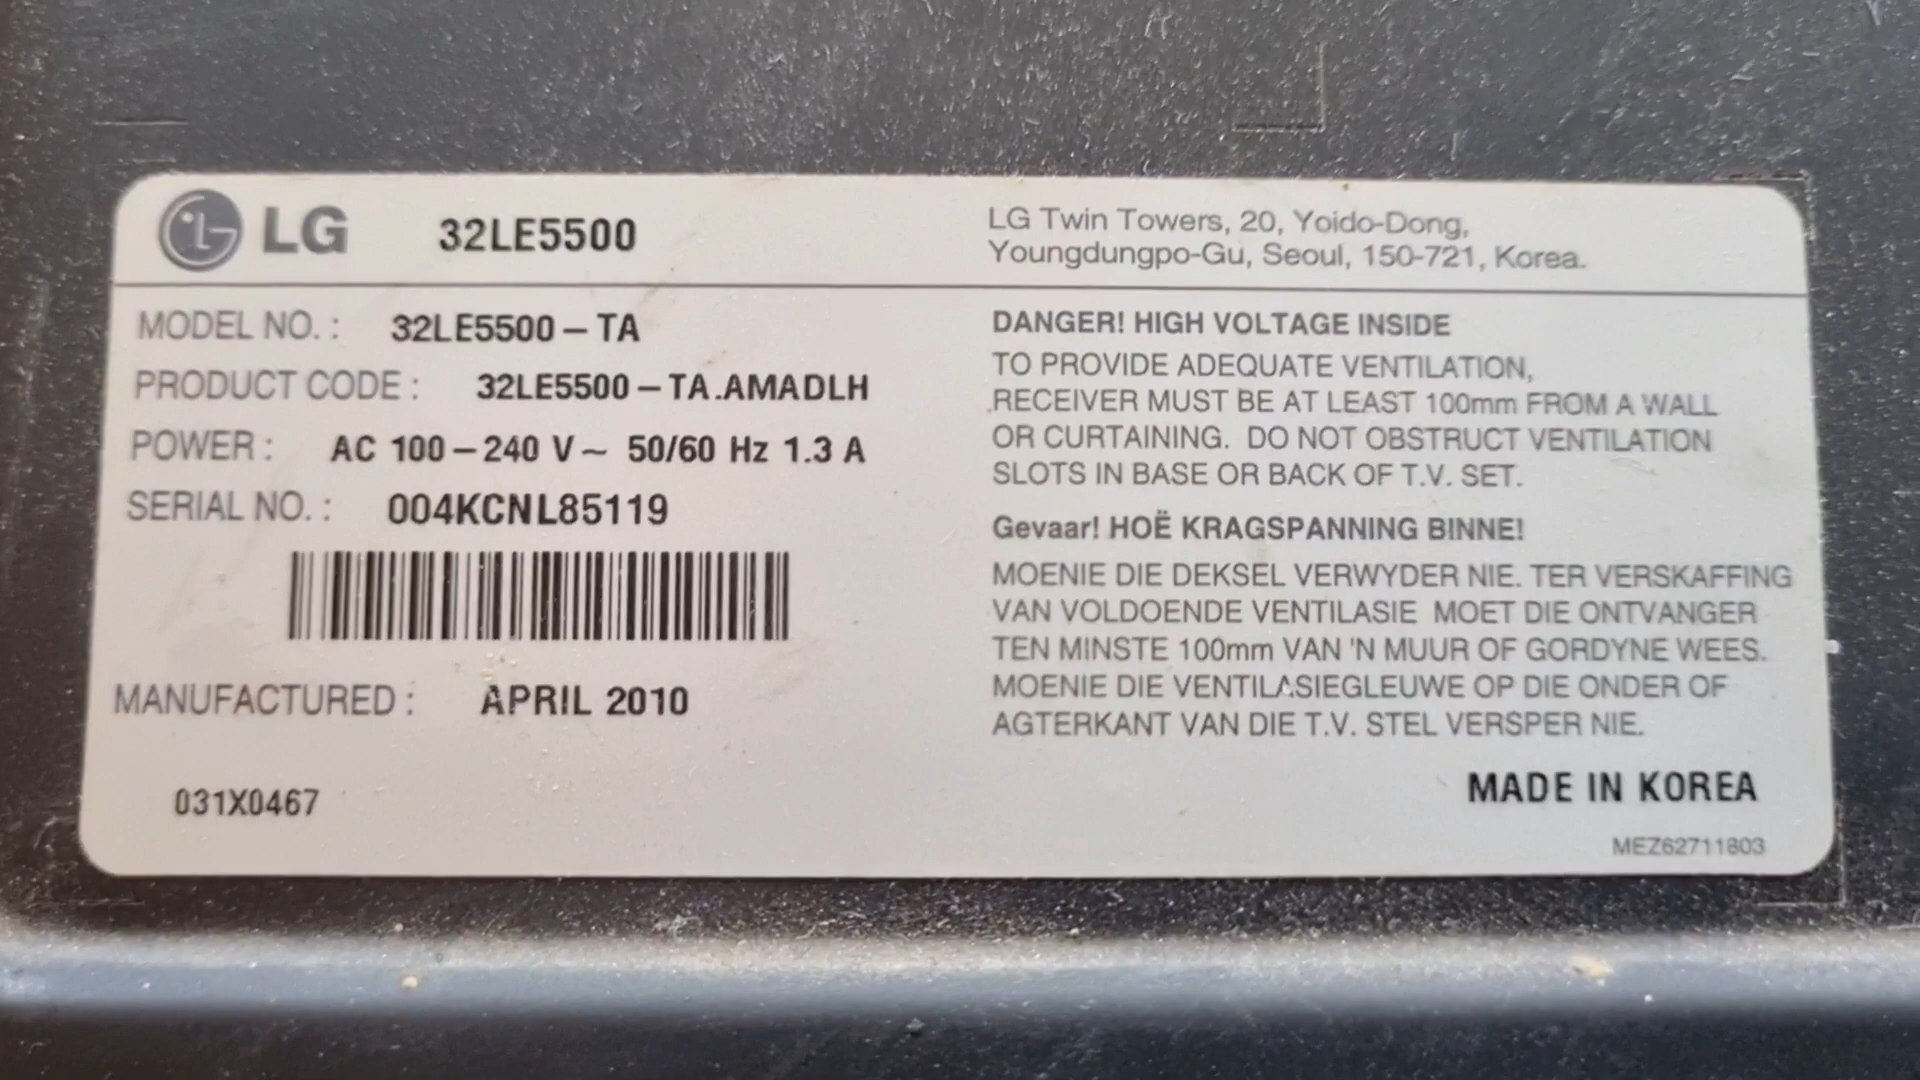 LG 32LE5500
LG Twin Towers, 20, Yoido-Dong,
Youngdungpo-Gu, Seoul, 150-721, Korea.
MODEL NO. : 32LE5500 – TA
PRODUCT CODE : 32LE5500 – TA.AMADLH
POWER : AC 100 – 240 V ~ 50/60 Hz 1.3 A
SERIAL NO. : 004KCNL85119
MANUFACTURED : APRIL 2010
031X0467
DANGER! HIGH VOLTAGE INSIDE
TO PROVIDE ADEQUATE VENTILATION,
RECEIVER MUST BE AT LEAST 100mm FROM A WALL
OR CURTAINING. DO NOT OBSTRUCT VENTILATION
SLOTS IN BASE OR BACK OF T.V. SET.
Gevaar! HOË KRAGSPANNING BINNE!
MOENIE DIE DEKSEL VERWYDER NIE. TER VERSKAFFING
VAN VOLDOENDE VENTILASIE MOET DIE ONTVANGER
TEN MINSTE 100mm VAN 'N MUUR OF GORDYNE WEES.
MOENIE DIE VENTILASIEGLEUWE OP DIE ONDER OF
AGTERKANT VAN DIE T.V. STEL VERSPER NIE.
MADE IN KOREA
MEZ62711803